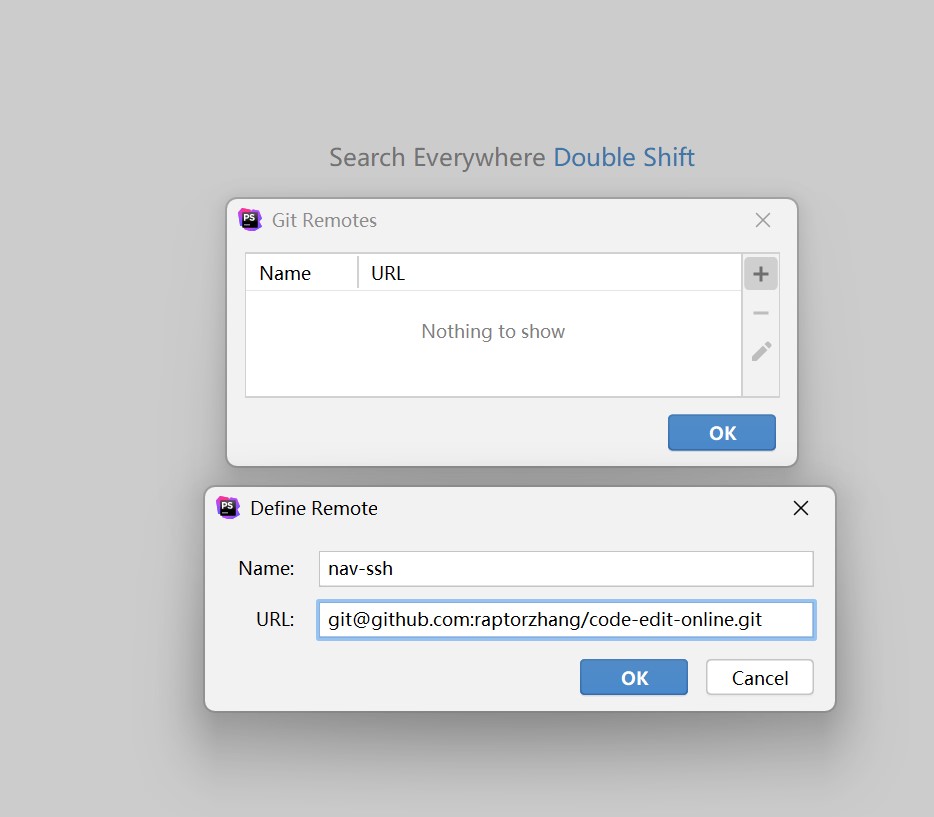 Search Everywhere Double Shift
PS Git Remotes
Name URL
Nothing to show
OK
PS Define Remote
Name: nav-ssh
URL: git@github.com:raptorzhang/code-edit-online.git
OK Cancel